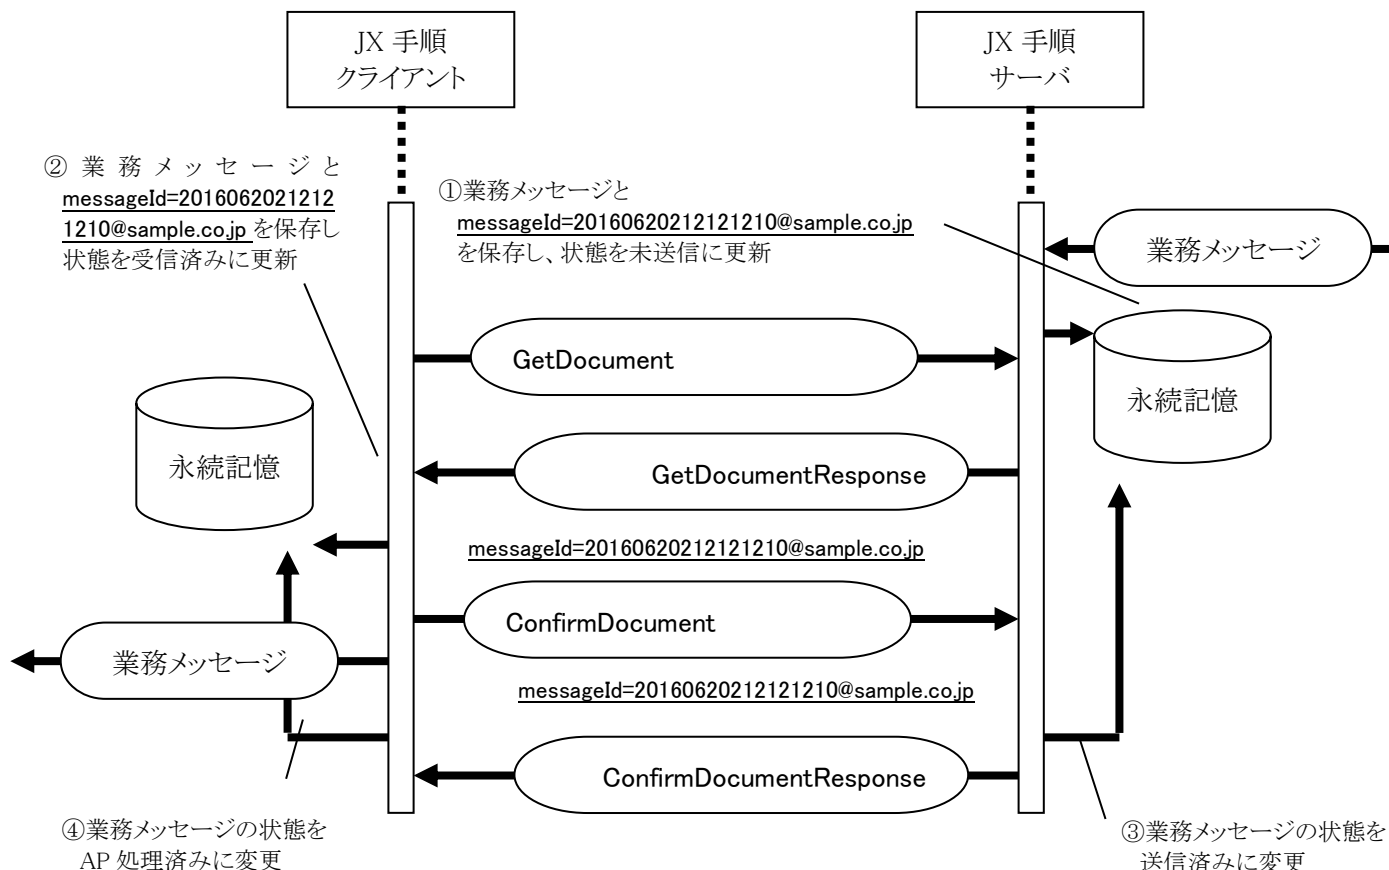 JX 手順
クライアント
JX 手順
サーバ
②業務メッセージと
messageId=2016062021212
1210@sample.co.jp を保存し
状態を受信済みに更新
①業務メッセージと
messageId=20160620212121210@sample.co.jp
を保存し、状態を未送信に更新
業務メッセージ
GetDocument
永続記憶
永続記憶
GetDocumentResponse
messageId=20160620212121210@sample.co.jp
ConfirmDocument
業務メッセージ
messageId=20160620212121210@sample.co.jp
ConfirmDocumentResponse
④業務メッセージの状態を
AP 処理済みに変更
③業務メッセージの状態を
送信済みに変更